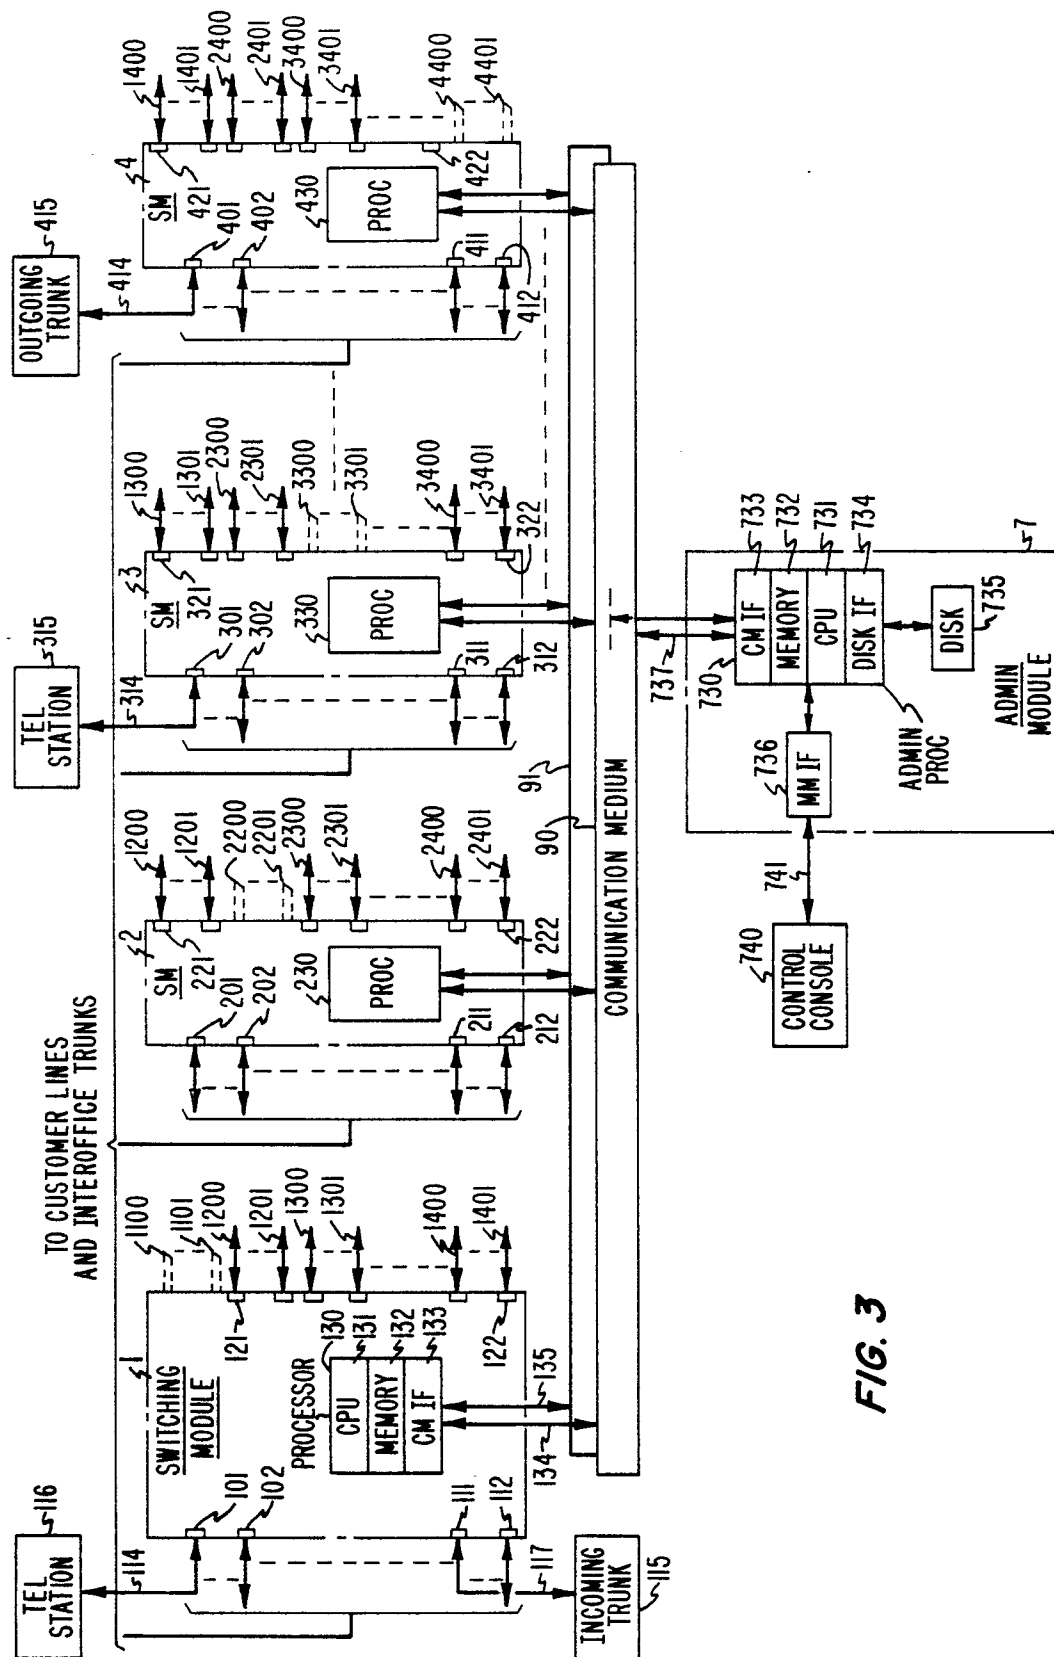 TO CUSTOMER LINES
AND INTEROFFICE TRUNKS
TEL
STATION
116
114
101
102
111
112
117
INCOMING
TRUNK
115
SWITCHING
MODULE
1
PROCESSOR
130
CPU
131
MEMORY
132
CM IF
133
134
135
121
122
1100
1101
1200
1201
1300
1301
1400
1401
SM
2
201
202
211
212
221
222
230
PROC
1200
1201
2200
2201
2300
2301
2400
2401
TEL
STATION
315
314
SM
3
301
302
311
312
321
322
330
PROC
1300
1301
2300
2301
3300
3301
3400
3401
OUTGOING
TRUNK
415
414
SM
4
401
402
411
412
421
422
430
PROC
1400
1401
2400
2401
3400
3401
4400
4401
90
91
COMMUNICATION MEDIUM
737
730
CM IF
733
MEMORY
732
CPU
731
DISK IF
734
DISK
735
736
MM IF
ADMIN
PROC
ADMIN
MODULE
7
741
740
CONTROL
CONSOLE
FIG. 3